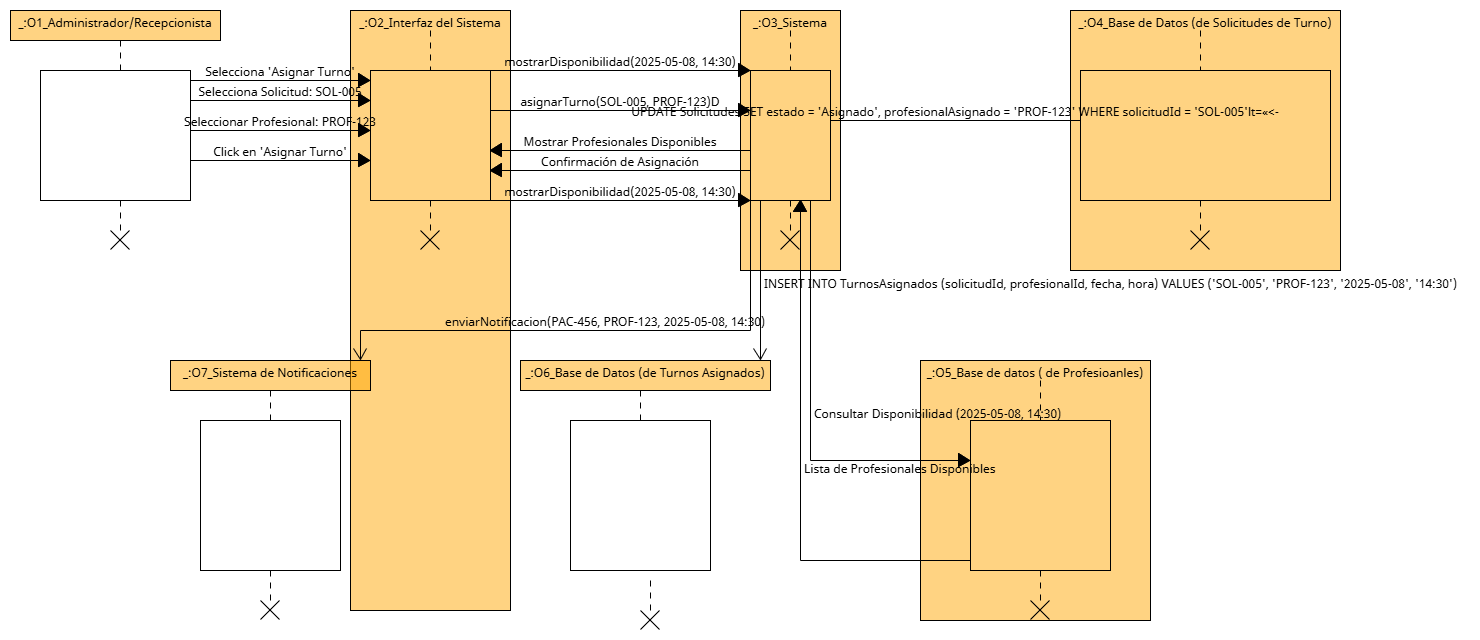 _:O1_Administrador/Recepcionista
_:O2_Interfaz del Sistema
_:O3_Sistema
_:O4_Base de Datos (de Solicitudes de Turno)
mostrarDisponibilidad(2025-05-08, 14:30)
Selecciona 'Asignar Turno'
Selecciona Solicitud: SOL-005
asignarTurno(SOL-005, PROF-123)D
UPDATE Solicitudes SET estado = 'Asignado', profesionalAsignado = 'PROF-123' WHERE solicitudId = 'SOL-005'lt=«<-
Seleccionar Profesional: PROF-123
Mostrar Profesionales Disponibles
Click en 'Asignar Turno'
Confirmación de Asignación
mostrarDisponibilidad(2025-05-08, 14:30)
INSERT INTO TurnosAsignados (solicitudId, profesionalId, fecha, hora) VALUES ('SOL-005', 'PROF-123', '2025-05-08', '14:30')
enviarNotificacion(PAC-456, PROF-123, 2025-05-08, 14:30)
_:O7_Sistema de Notificaciones
_:O6_Base de Datos (de Turnos Asignados)
_:O5_Base de datos ( de Profesioanles)
Consultar Disponibilidad (2025-05-08, 14:30)
Lista de Profesionales Disponibles